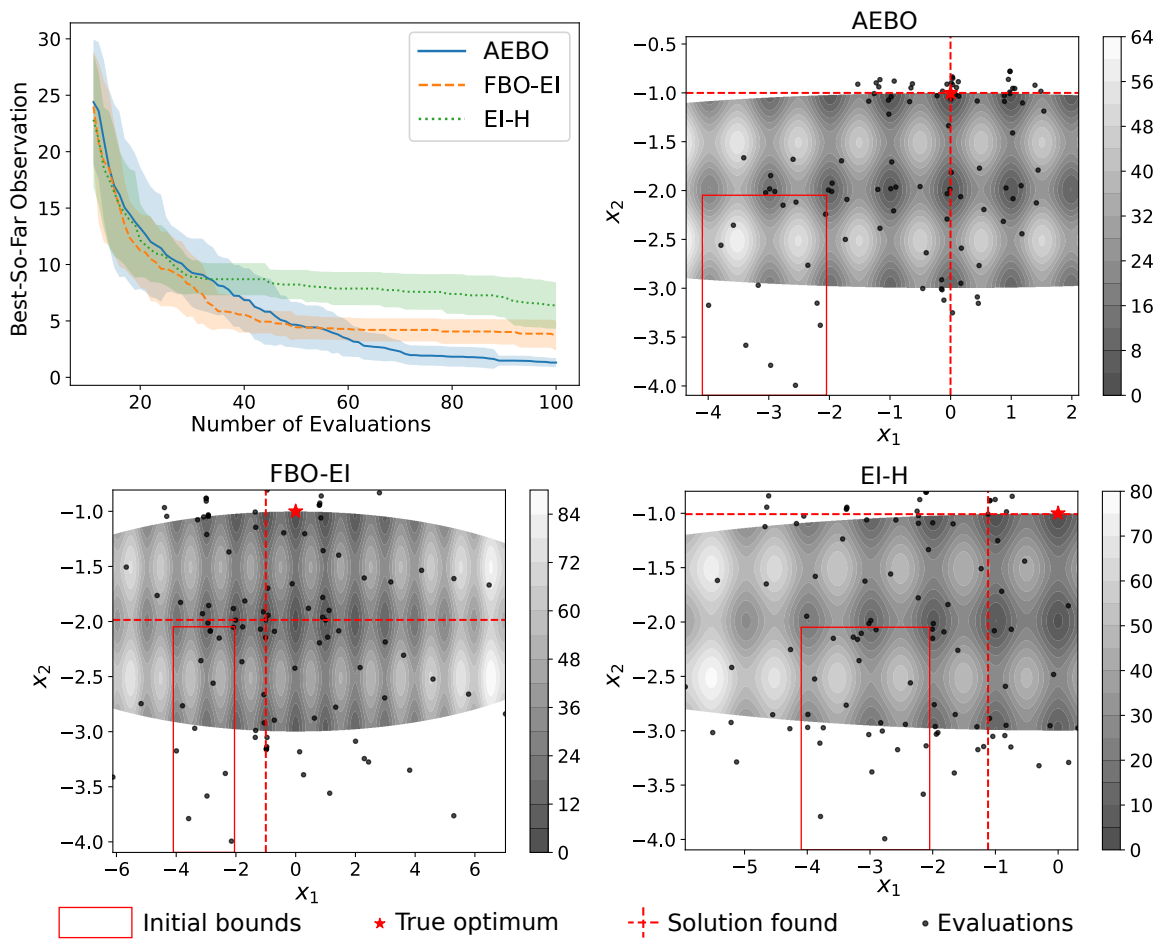 30
25
20
15
10
5
0
Best-So-Far Observation
20 40 60 80 100
Number of Evaluations
AEBO
FBO-EI
EI-H
AEBO
−0.5
−1.0
−1.5
−2.0
−2.5
−3.0
−3.5
−4.0
x₂
−4 −3 −2 −1 0 1 2
x₁
64
56
48
40
32
24
16
8
0
FBO-EI
−1.0
−1.5
−2.0
−2.5
−3.0
−3.5
−4.0
x₂
−6 −4 −2 0 2 4 6
x₁
84
72
60
48
36
24
12
0
EI-H
−1.0
−1.5
−2.0
−2.5
−3.0
−3.5
−4.0
x₂
−5 −4 −3 −2 −1 0
x₁
80
70
60
50
40
30
20
10
0
Initial bounds
True optimum
Solution found
Evaluations